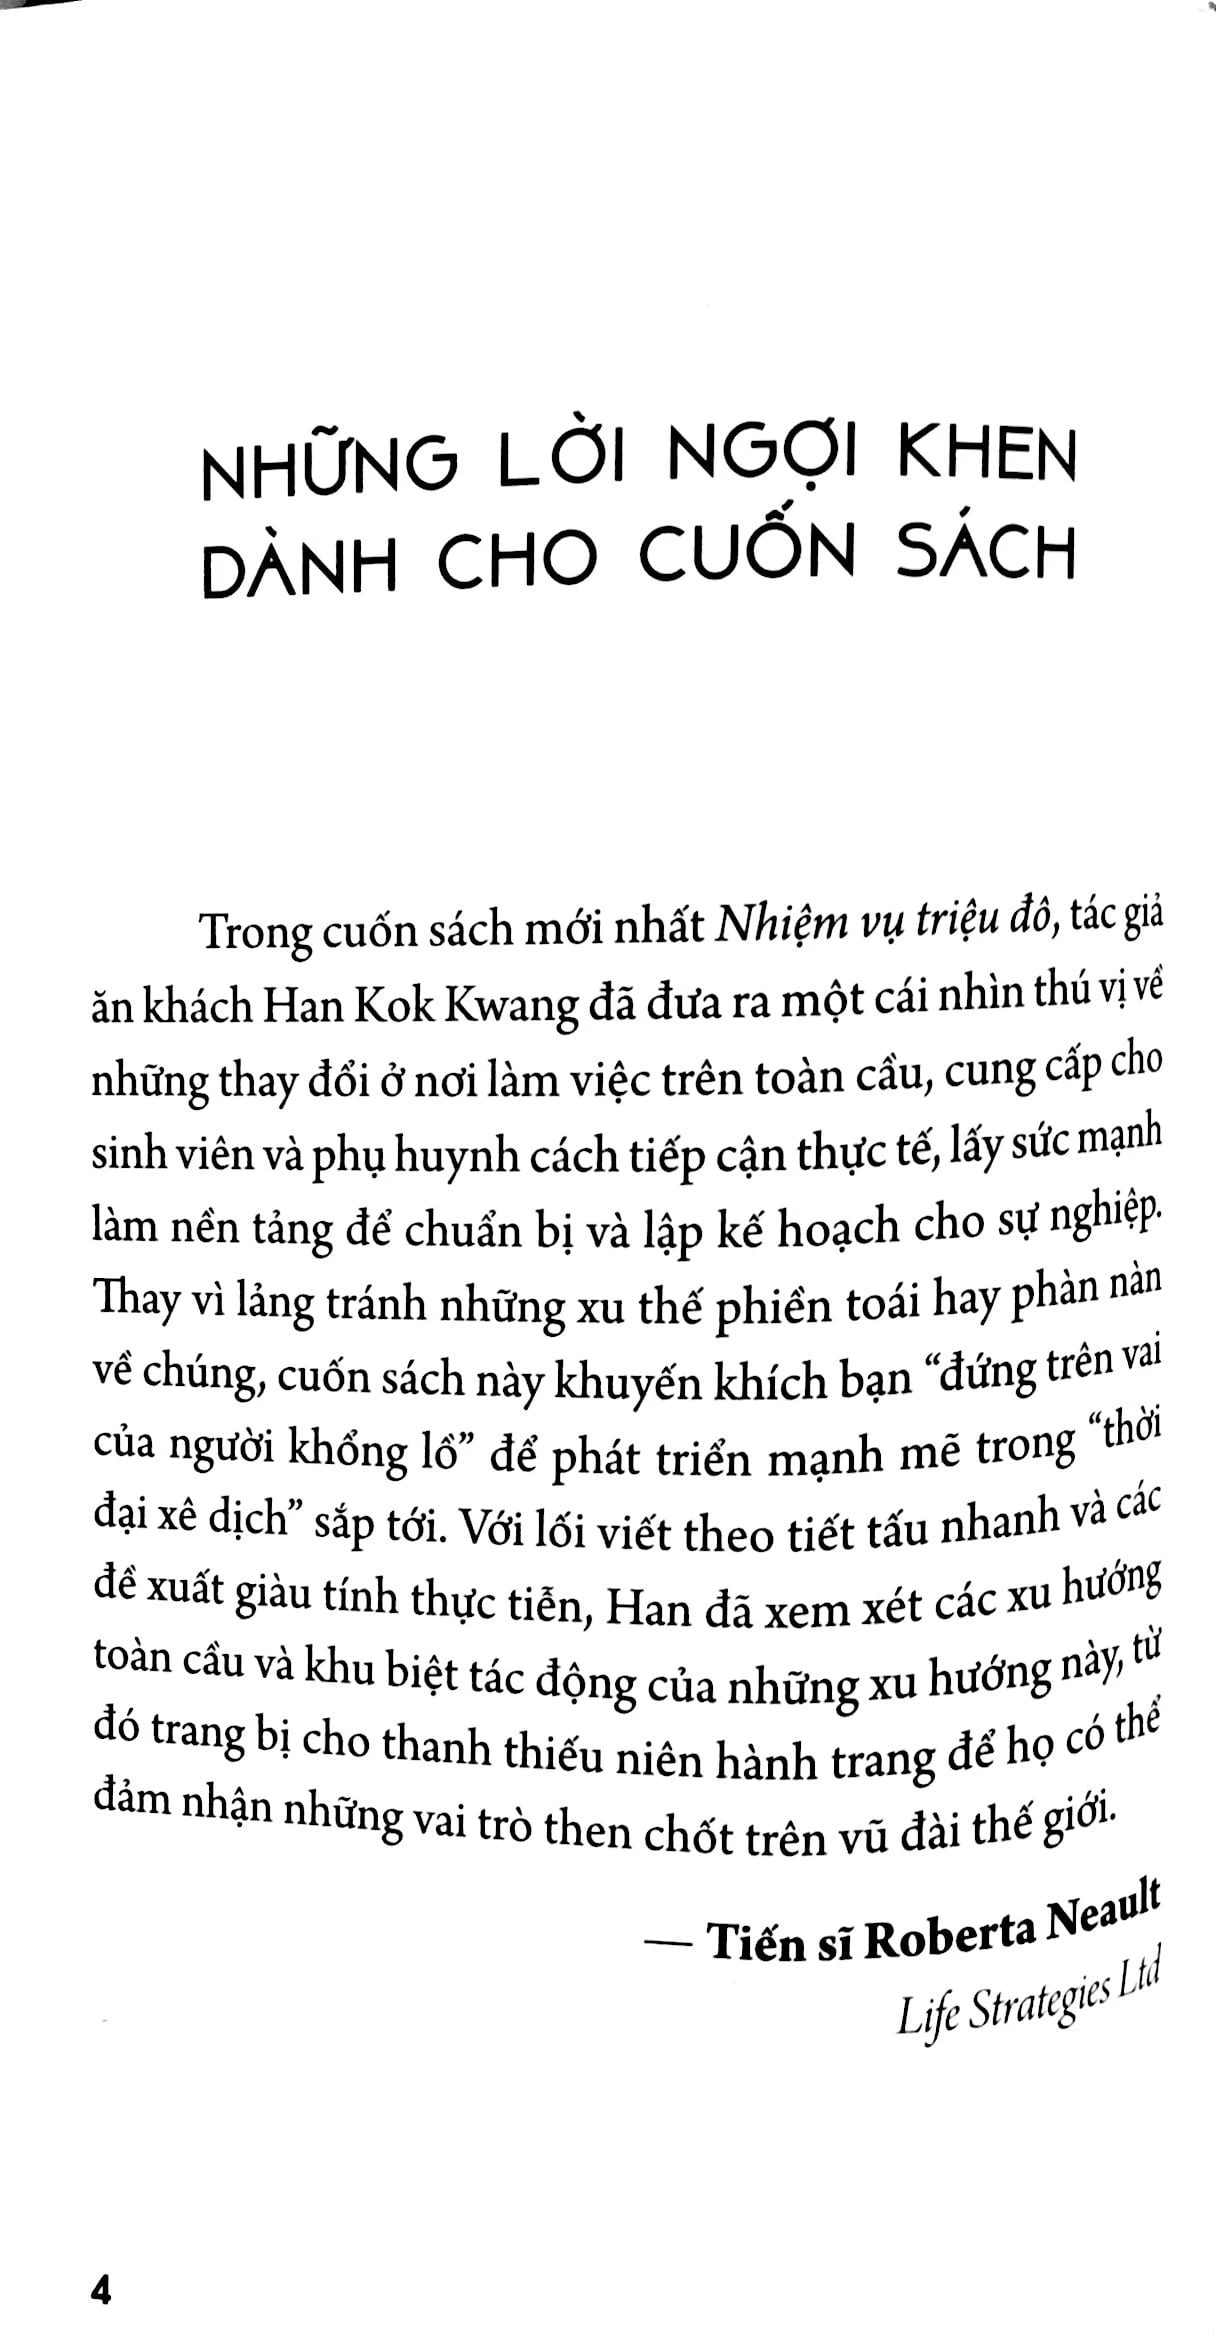 NHỮNG LỜI NGỢI KHEN
DÀNH CHO CUỐN SÁCH
Trong cuốn sách mới nhất Nhiệm vụ triệu đô, tác giả
ăn khách Han Kok Kwang đã đưa ra một cái nhìn thú vị về
những thay đổi ở nơi làm việc trên toàn cầu, cung cấp cho
sinh viên và phụ huynh cách tiếp cận thực tế, lấy sức mạnh
làm nền tảng để chuẩn bị và lập kế hoạch cho sự nghiệp.
Thay vì lảng tránh những xu thế phiền toái hay phàn nàn
về chúng, cuốn sách này khuyến khích bạn “đứng trên vai
của người khổng lồ” để phát triển mạnh mẽ trong “thời
đại xê dịch” sắp tới. Với lối viết theo tiết tấu nhanh và các
đề xuất giàu tính thực tiễn, Han đã xem xét các xu hướng
toàn cầu và khu biệt tác động của những xu hướng này, từ
đó trang bị cho thanh thiếu niên hành trang để họ có thể
đảm nhận những vai trò then chốt trên vũ đài thế giới.
— Tiến sĩ Roberta Neault
Life Strategies Ltd
4